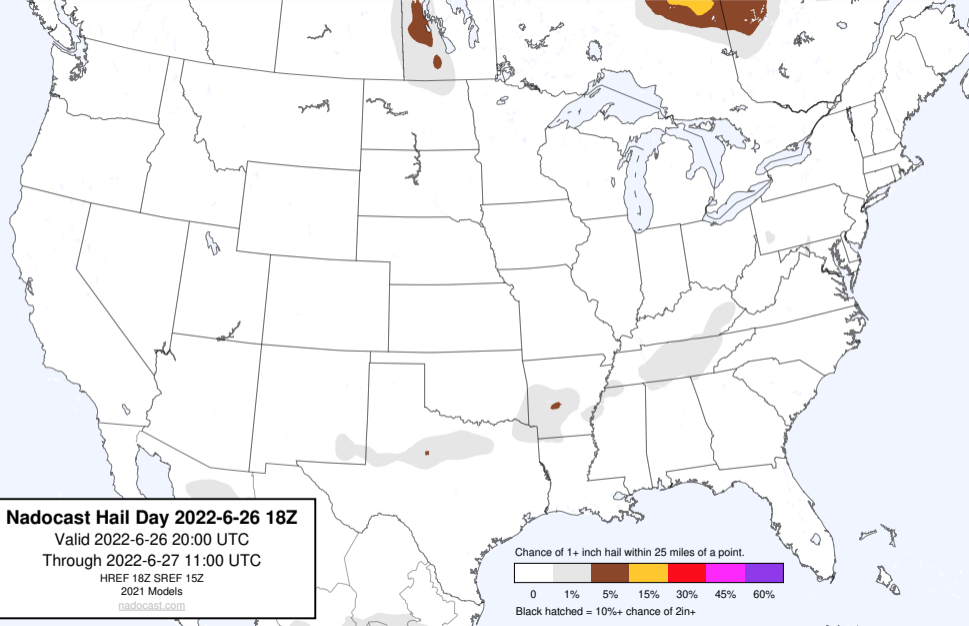 Nadocast Hail Day 2022-6-26 18Z
Valid 2022-6-26 20:00 UTC
Through 2022-6-27 11:00 UTC
HREF 18Z SREF 15Z
2021 Models
nadocast.com
Chance of 1+ inch hail within 25 miles of a point.
0 1% 5% 15% 30% 45% 60%
Black hatched = 10%+ chance of 2in+